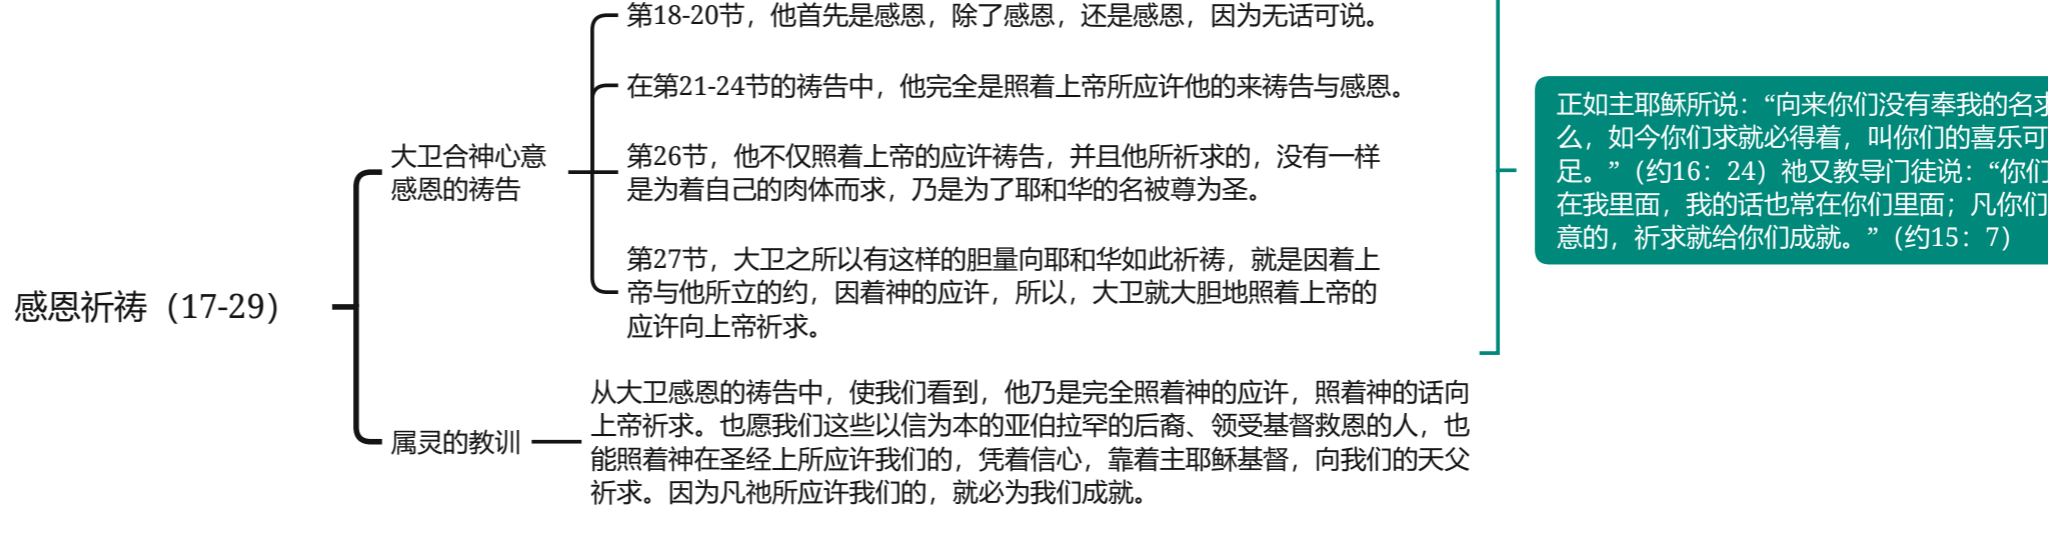 感恩祈祷（17-29）
大卫合神心意
感恩的祷告
第18-20节，他首先是感恩，除了感恩，还是感恩，因为无话可说。
在第21-24节的祷告中，他完全是照着上帝所应许他的来祷告与感恩。
第26节，他不仅照着上帝的应许祷告，并且他所祈求的，没有一样
是为着自己的肉体而求，乃是为了耶和华的名被尊为圣。
第27节，大卫之所以有这样的胆量向耶和华如此祈祷，就是因着上
帝与他所立的约，因着神的应许，所以，大卫就大胆地照着上帝的
应许向上帝祈求。
正如主耶稣所说：“向来你们没有奉我的名求
么，如今你们求就必得着，叫你们的喜乐可
足。”（约16：24）祂又教导门徒说：“你们
在我里面，我的话也常在你们里面；凡你们
意的，祈求就给你们成就。”（约15：7）
属灵的教训
从大卫感恩的祷告中，使我们看到，他乃是完全照着神的应许，照着神的话向
上帝祈求。也愿我们这些以信为本的亚伯拉罕的后裔、领受基督救恩的人，也
能照着神在圣经上所应许我们的，凭着信心，靠着主耶稣基督，向我们的天父
祈求。因为凡祂所应许我们的，就必为我们成就。